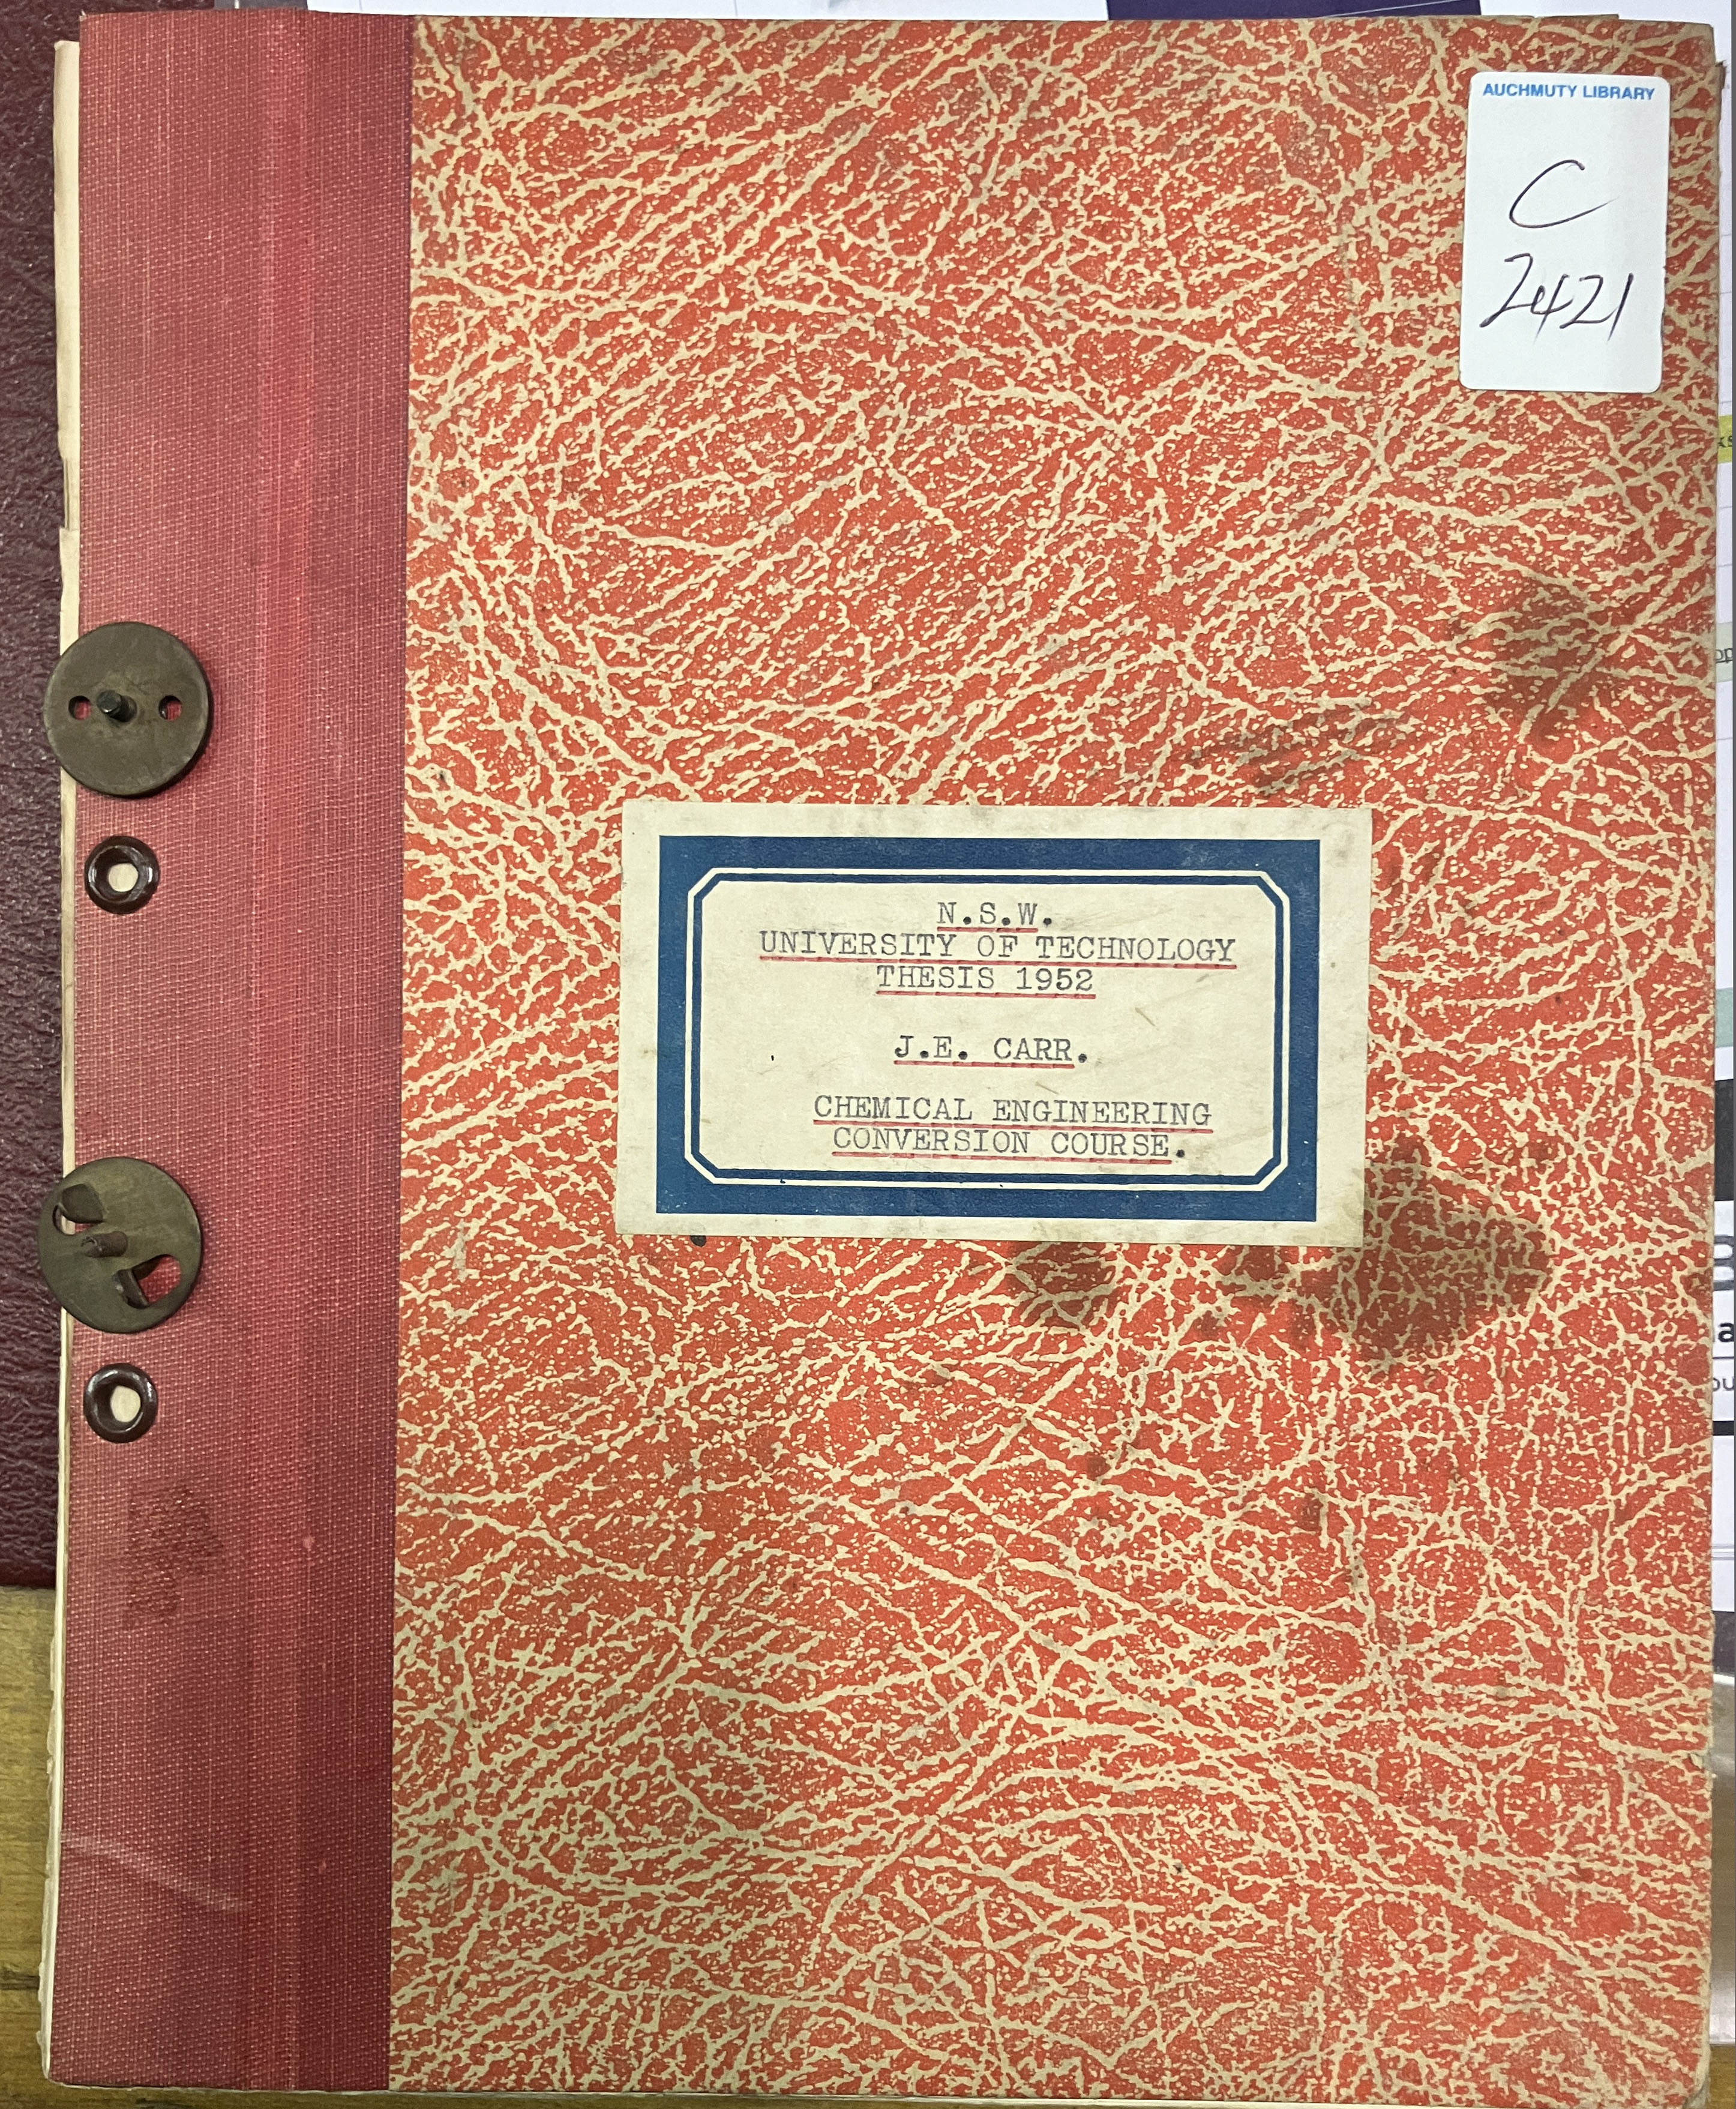 AUCHMUTY LIBRARY
C
2421
N.S.W.
UNIVERSITY OF TECHNOLOGY
THESIS 1952
J.E. CARR.
CHEMICAL ENGINEERING
CONVERSION COURSE.